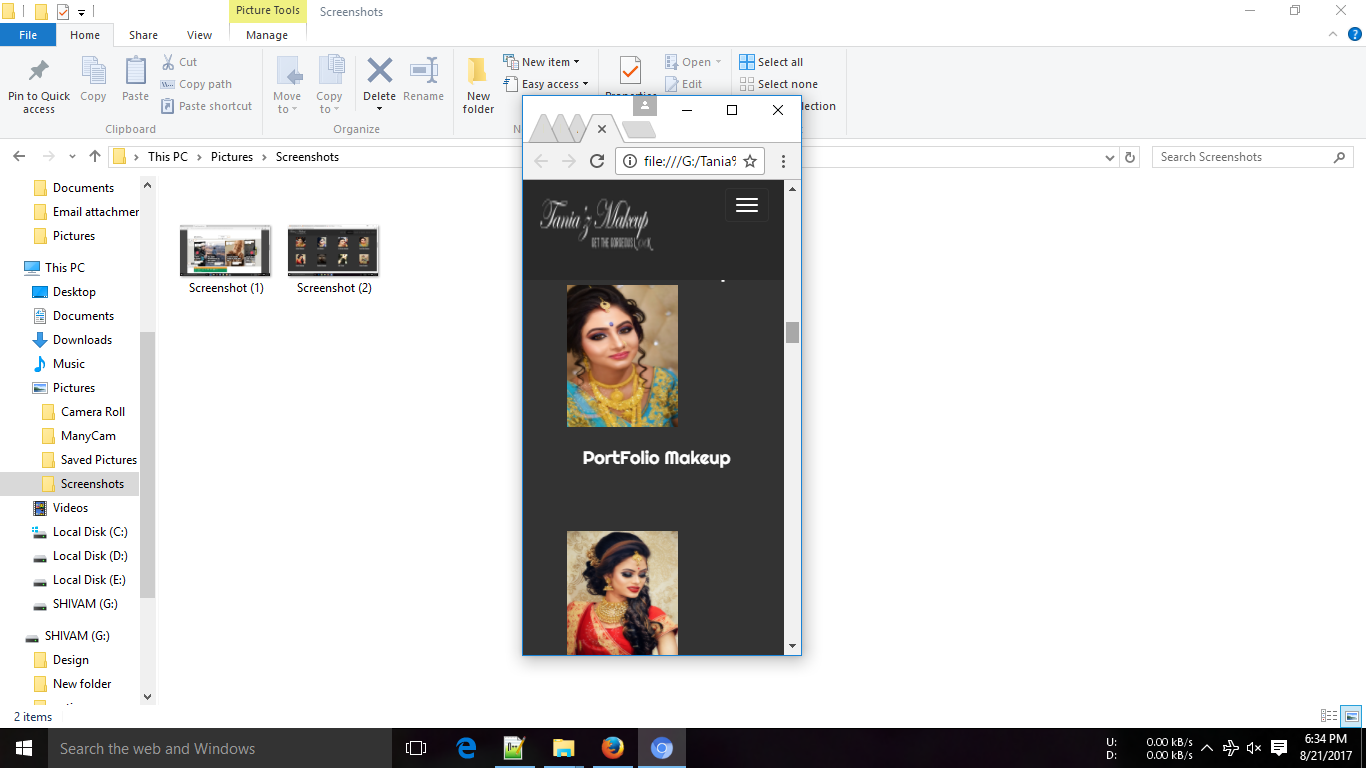 Picture Tools
Screenshots
File
Home
Share
View
Manage
Pin to Quick access
Copy
Paste
Cut
Copy path
Paste shortcut
Clipboard
Move to
Copy to
Delete
Rename
Organize
New folder
New item
Easy access
Open
Edit
Select all
Select none
This PC
Pictures
Screenshots
Search Screenshots
file:///G:/Tania
Documents
Email attachmen
Pictures
This PC
Desktop
Documents
Downloads
Music
Pictures
Camera Roll
ManyCam
Saved Pictures
Screenshots
Videos
Local Disk (C:)
Local Disk (D:)
Local Disk (E:)
SHIVAM (G:)
SHIVAM (G:)
Design
New folder
Screenshot (1)
Screenshot (2)
Tania'z Makeup
GET THE GORGEOUS LOOK
PortFolio Makeup
2 items
Search the web and Windows
U: 0.00 kB/s
D: 0.00 kB/s
6:34 PM
8/21/2017